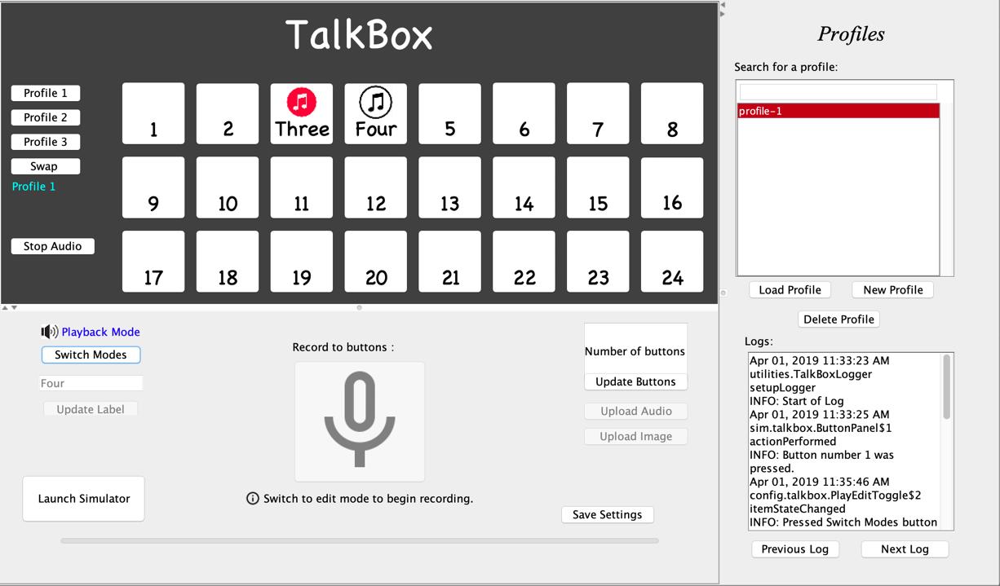 TalkBox
Profile 1
Profile 2
Profile 3
Swap
Profile 1
Stop Audio
1
2
Three
Four
5
6
7
8
9
10
11
12
13
14
15
16
17
18
19
20
21
22
23
24
Playback Mode
Switch Modes
Four
Update Label
Launch Simulator
Record to buttons :
Switch to edit mode to begin recording.
Number of buttons
Update Buttons
Upload Audio
Upload Image
Save Settings
Profiles
Search for a profile:
profile-1
Load Profile
New Profile
Delete Profile
Logs:
Apr 01, 2019 11:33:23 AM
utilities.TalkBoxLogger
setupLogger
INFO: Start of Log
Apr 01, 2019 11:33:25 AM
sim.talkbox.ButtonPanel$1
actionPerformed
INFO: Button number 1 was
pressed.
Apr 01, 2019 11:35:46 AM
config.talkbox.PlayEditToggle$2
itemStateChanged
INFO: Pressed Switch Modes button
Previous Log
Next Log